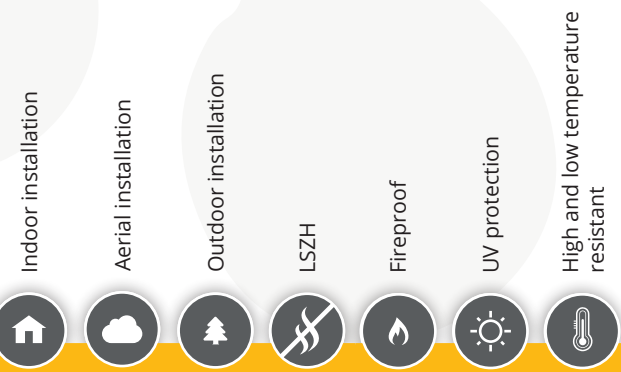 Indoor installation
Aerial installation
Outdoor installation
LSZH
Fireproof
UV protection
High and low temperature
resistant